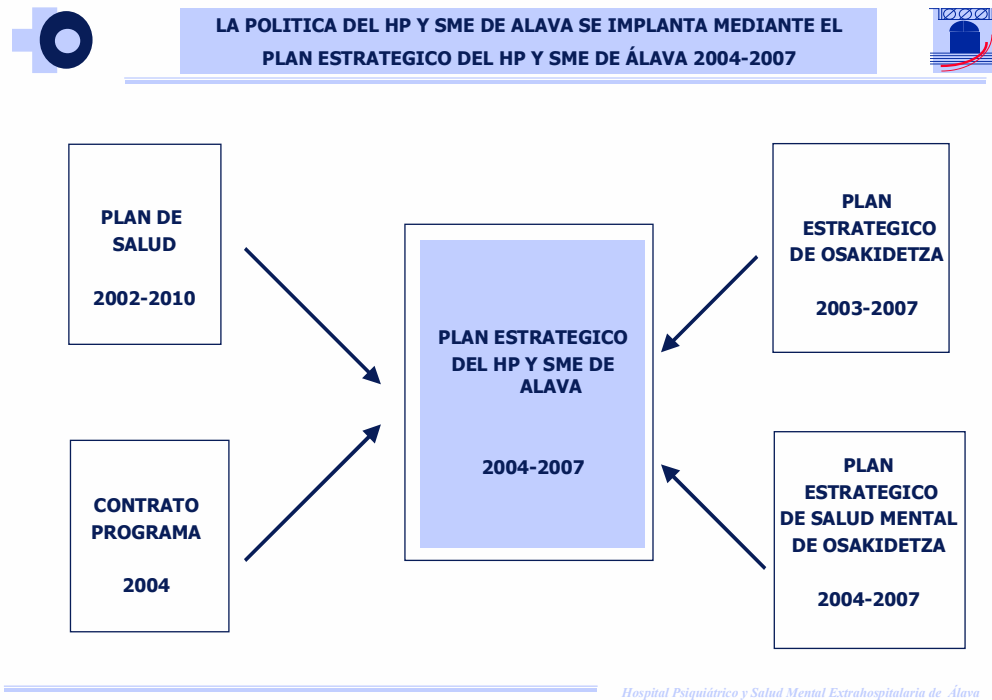 LA POLITICA DEL HP Y SME DE ALAVA SE IMPLANTA MEDIANTE EL
PLAN ESTRATEGICO DEL HP Y SME DE ÁLAVA 2004-2007
PLAN DE
SALUD
2002-2010
CONTRATO
PROGRAMA
2004
PLAN ESTRATEGICO
DEL HP Y SME DE
ALAVA
2004-2007
PLAN
ESTRATEGICO
DE OSAKIDETZA
2003-2007
PLAN
ESTRATEGICO
DE SALUD MENTAL
DE OSAKIDETZA
2004-2007
Hospital Psiquiátrico y Salud Mental Extrahospitalaria de Álava